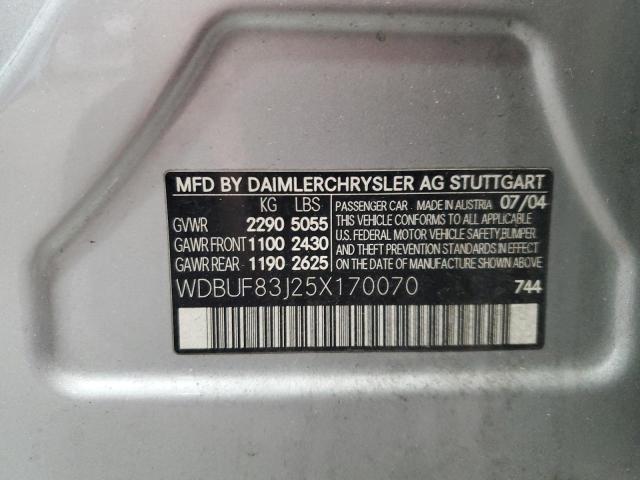 MFD BY DAIMLERCHRYSLER AG STUTTGART
KG LBS
GVWR 2290 5055
GAWR FRONT 1100 2430
GAWR REAR 1190 2625
PASSENGER CAR MADE IN AUSTRIA 07/04
THIS VEHICLE CONFORMS TO ALL APPLICABLE
U.S. FEDERAL MOTOR VEHICLE SAFETY, BUMPER,
AND THEFT PREVENTION STANDARDS IN EFFECT
ON THE DATE OF MANUFACTURE SHOWN ABOVE.
WDBUF83J25X170070 744